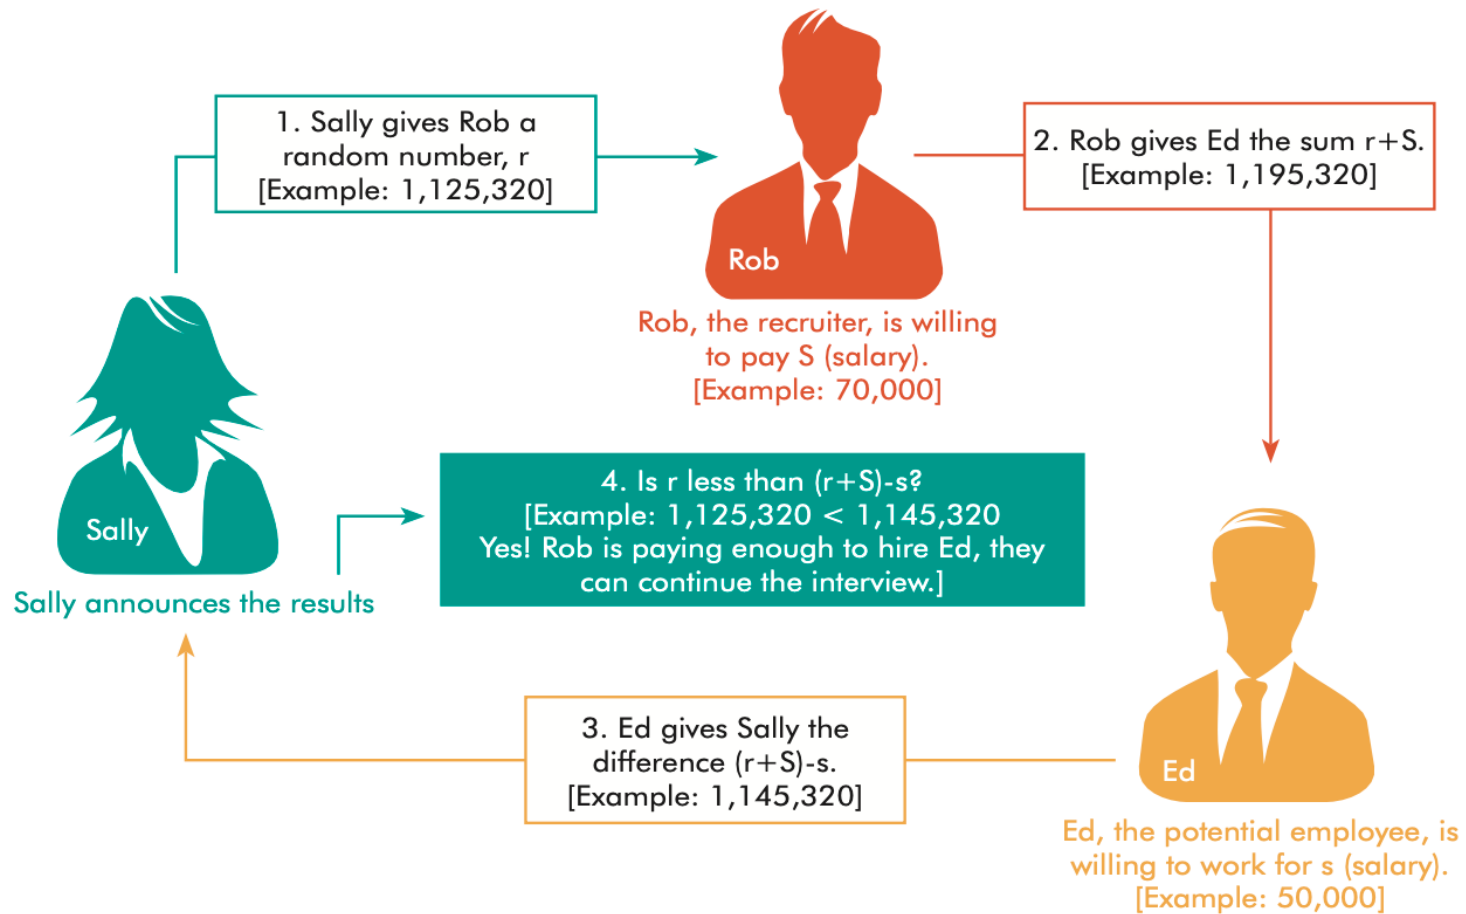 1. Sally gives Rob a
random number, r
[Example: 1,125,320]
Rob
Rob, the recruiter, is willing
to pay S (salary).
[Example: 70,000]
2. Rob gives Ed the sum r+S.
[Example: 1,195,320]
Sally
Sally announces the results
4. Is r less than (r+S)-s?
[Example: 1,125,320 < 1,145,320
Yes! Rob is paying enough to hire Ed, they
can continue the interview.]
3. Ed gives Sally the
difference (r+S)-s.
[Example: 1,145,320]
Ed
Ed, the potential employee, is
willing to work for s (salary).
[Example: 50,000]